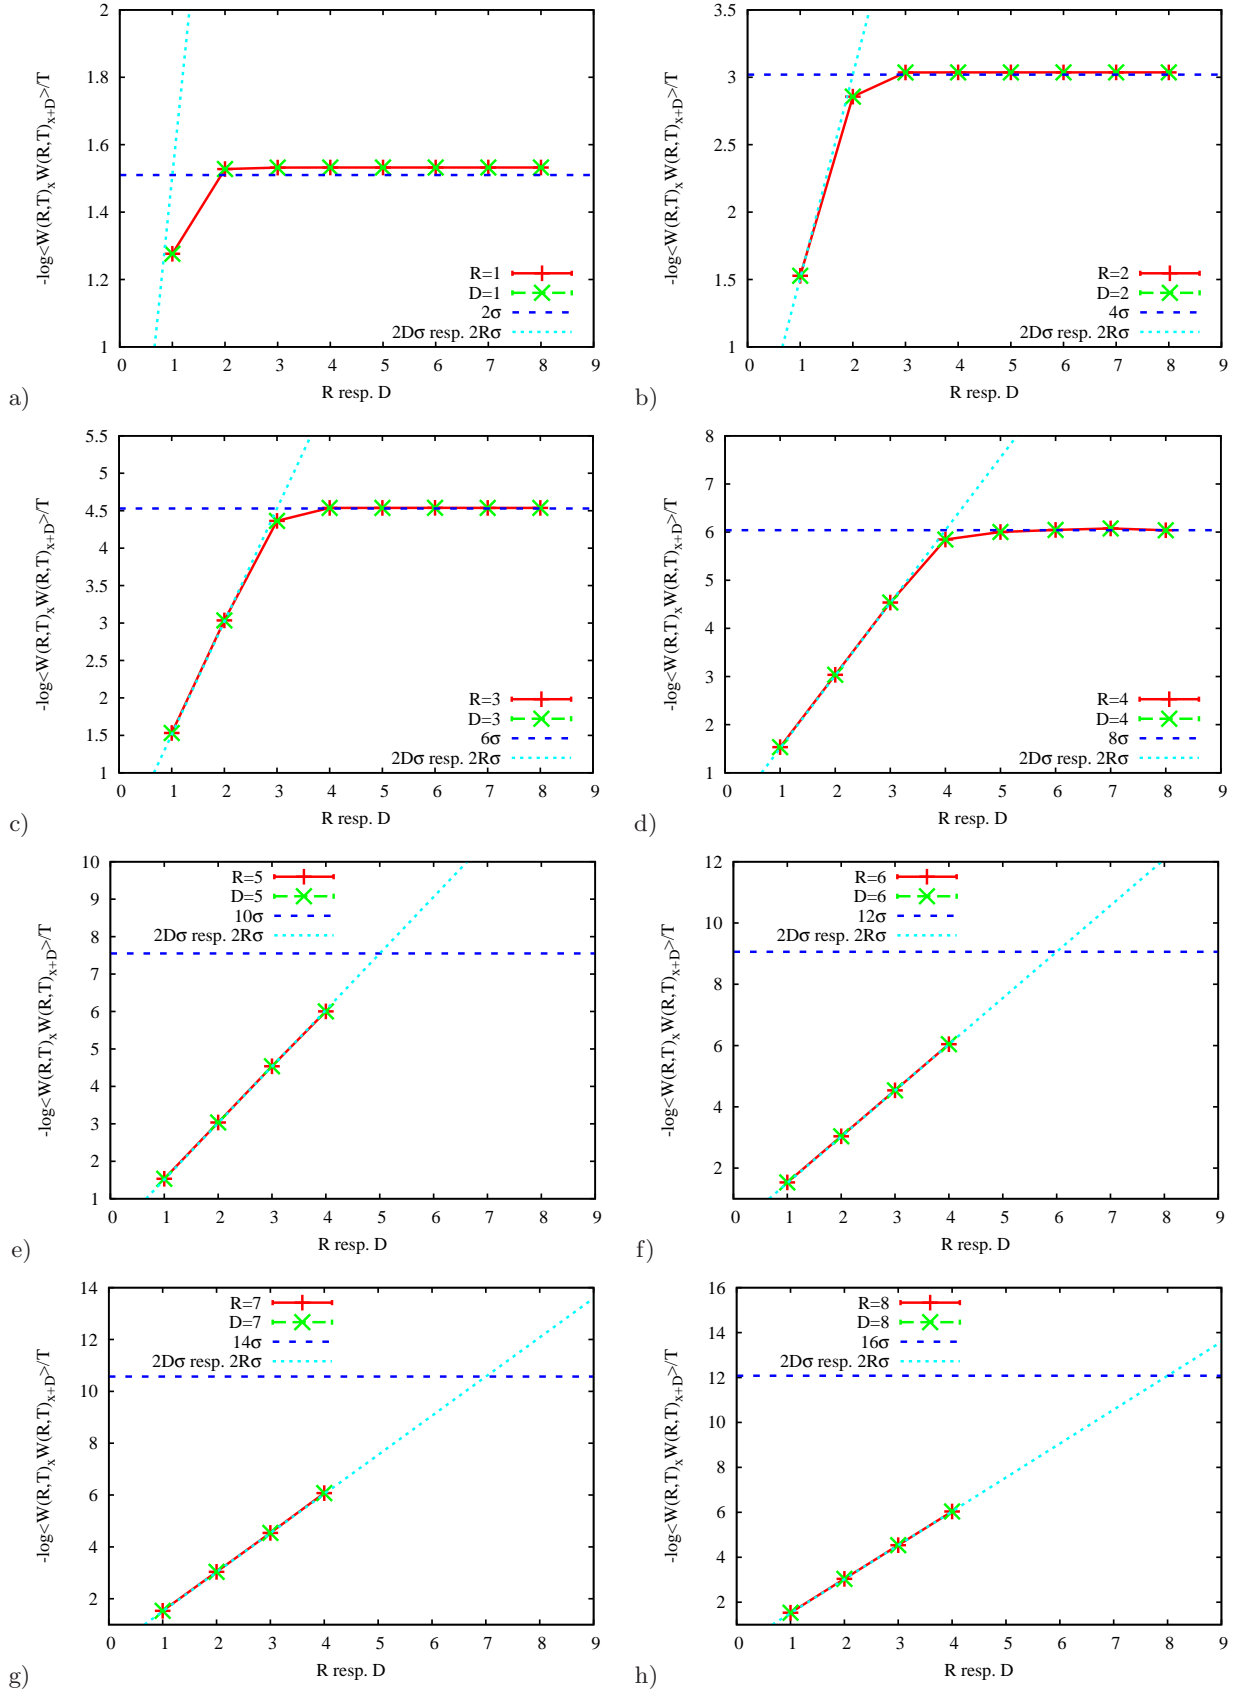 2
1.8
1.6
1.4
1.2
1
0 1 2 3 4 5 6 7 8 9
-log<W(R,T)ₓW(R,T)ₓ₊D>/T
R resp. D
R=1
D=1
2σ
2Dσ resp. 2Rσ
a)
3.5
3
2.5
2
1.5
1
0 1 2 3 4 5 6 7 8 9
-log<W(R,T)ₓW(R,T)ₓ₊D>/T
R resp. D
R=2
D=2
4σ
2Dσ resp. 2Rσ
b)
5.5
5
4.5
4
3.5
3
2.5
2
1.5
1
0 1 2 3 4 5 6 7 8 9
-log<W(R,T)ₓW(R,T)ₓ₊D>/T
R resp. D
R=3
D=3
6σ
2Dσ resp. 2Rσ
c)
8
7
6
5
4
3
2
1
0 1 2 3 4 5 6 7 8 9
-log<W(R,T)ₓW(R,T)ₓ₊D>/T
R resp. D
R=4
D=4
8σ
2Dσ resp. 2Rσ
d)
10
9
8
7
6
5
4
3
2
1
0 1 2 3 4 5 6 7 8 9
-log<W(R,T)ₓW(R,T)ₓ₊D>/T
R resp. D
R=5
D=5
10σ
2Dσ resp. 2Rσ
e)
12
10
8
6
4
2
0 1 2 3 4 5 6 7 8 9
-log<W(R,T)ₓW(R,T)ₓ₊D>/T
R resp. D
R=6
D=6
12σ
2Dσ resp. 2Rσ
f)
14
12
10
8
6
4
2
0 1 2 3 4 5 6 7 8 9
-log<W(R,T)ₓW(R,T)ₓ₊D>/T
R resp. D
R=7
D=7
14σ
2Dσ resp. 2Rσ
g)
16
14
12
10
8
6
4
2
0 1 2 3 4 5 6 7 8 9
-log<W(R,T)ₓW(R,T)ₓ₊D>/T
R resp. D
R=8
D=8
16σ
2Dσ resp. 2Rσ
h)